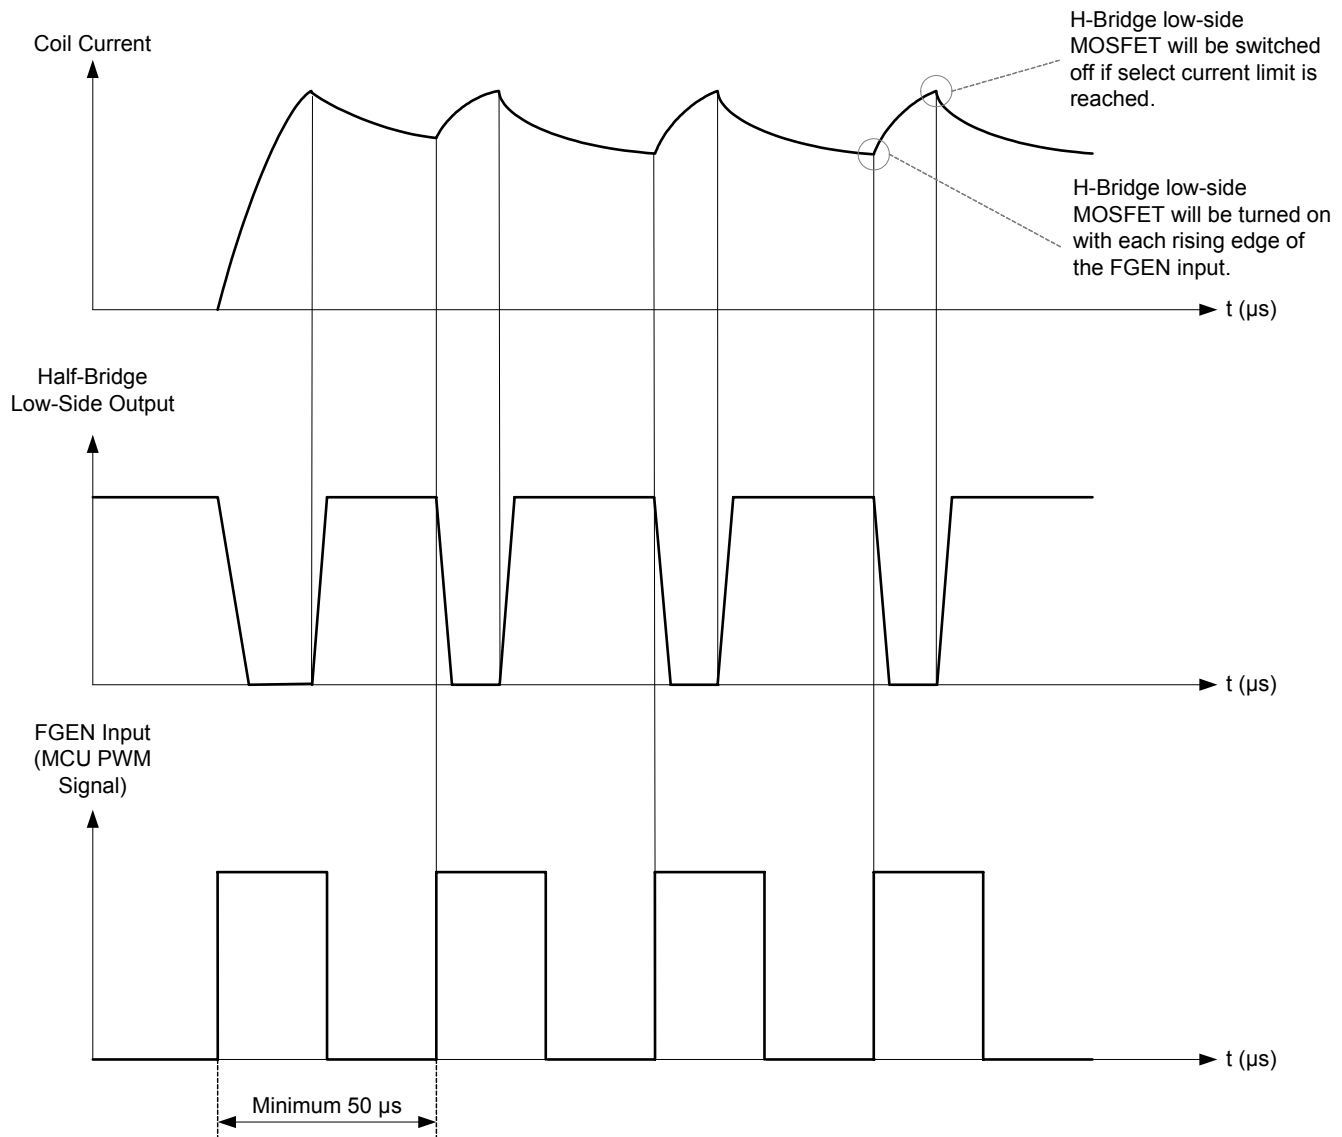 Coil Current
H-Bridge low-side
MOSFET will be switched
off if select current limit is
reached.
H-Bridge low-side
MOSFET will be turned on
with each rising edge of
the FGEN input.
t (µs)
Half-Bridge
Low-Side Output
t (µs)
FGEN Input
(MCU PWM
Signal)
t (µs)
Minimum 50 µs